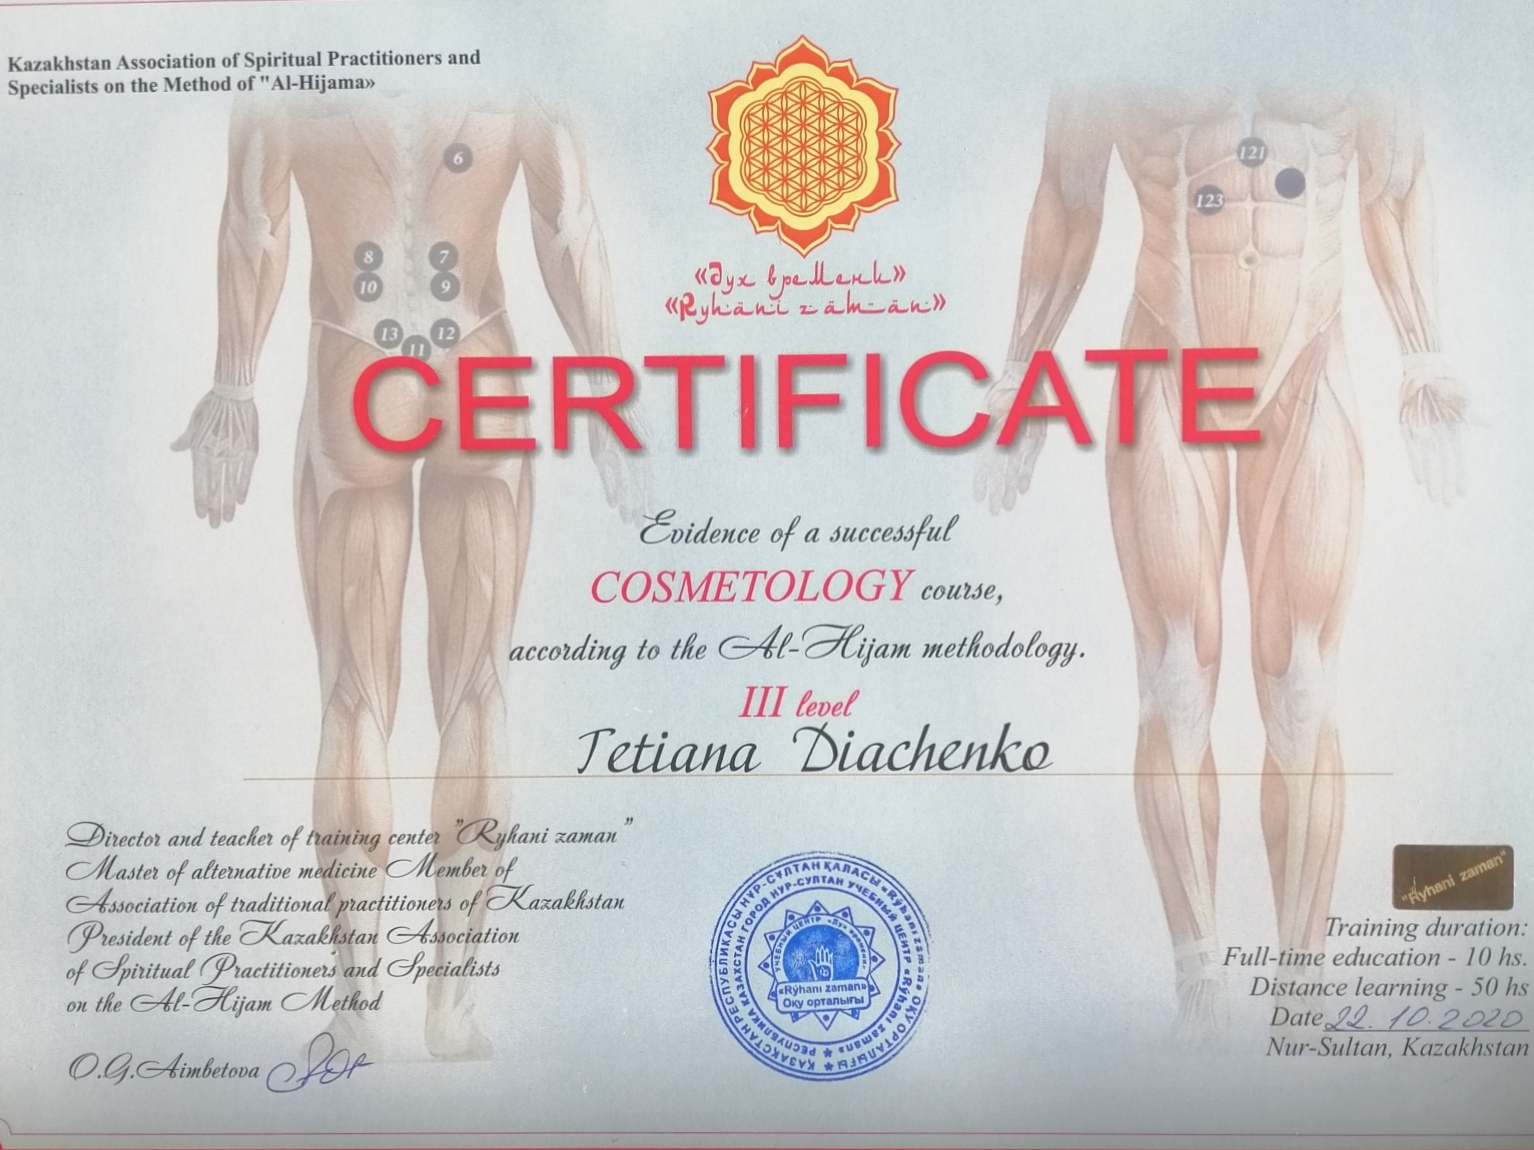 Kazakhstan Association of Spiritual Practitioners and
Specialists on the Method of "Al-Hijama»
6
8
7
10
9
13
12
11
121
123
«Дух времени»
«Ryhani zaman»
CERTIFICATE
Evidence of a successful
COSMETOLOGY course,
according to the Al-Hijam methodology.
III level
Tetiana Diachenko
Director and teacher of training center "Ryhani zaman"
Master of alternative medicine Member of
Association of traditional practitioners of Kazakhstan
President of the Kazakhstan Association
of Spiritual Practitioners and Specialists
on the Al-Hijam Method
O.G.Aimbetova
ҚАЗАҚСТАН РЕСПУБЛИКАСЫ НҰР-СҰЛТАН ҚАЛАСЫ «Rýhanı zaman» ОҚУ ОРТАЛЫҒЫ
РЕСПУБЛИКА КАЗАХСТАН ГОРОД НУР-СУЛТАН УЧЕБНЫЙ ЦЕНТР «Rýhanı zaman»
УЧЕБНЫЙ ЦЕНТР «Дух времени»
«Rýhanı zaman»
Оқу орталығы
"Ryhani zaman"
Training duration:
Full-time education - 10 hs.
Distance learning - 50 hs
Date 22.10.2020
Nur-Sultan, Kazakhstan